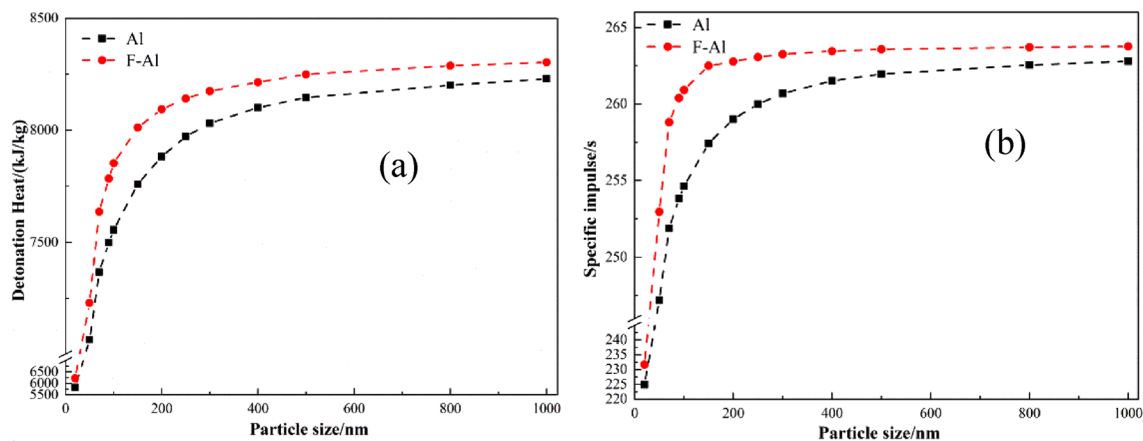 8500
Al
F-Al
8000
7500
6500
6000
5500
Detonation Heat/(kJ/kg)
(a)
0
200
400
600
800
1000
Particle size/nm
265
Al
F-Al
260
255
250
240
235
230
225
220
Specific impulse/s
(b)
0
200
400
600
800
1000
Particle size/nm